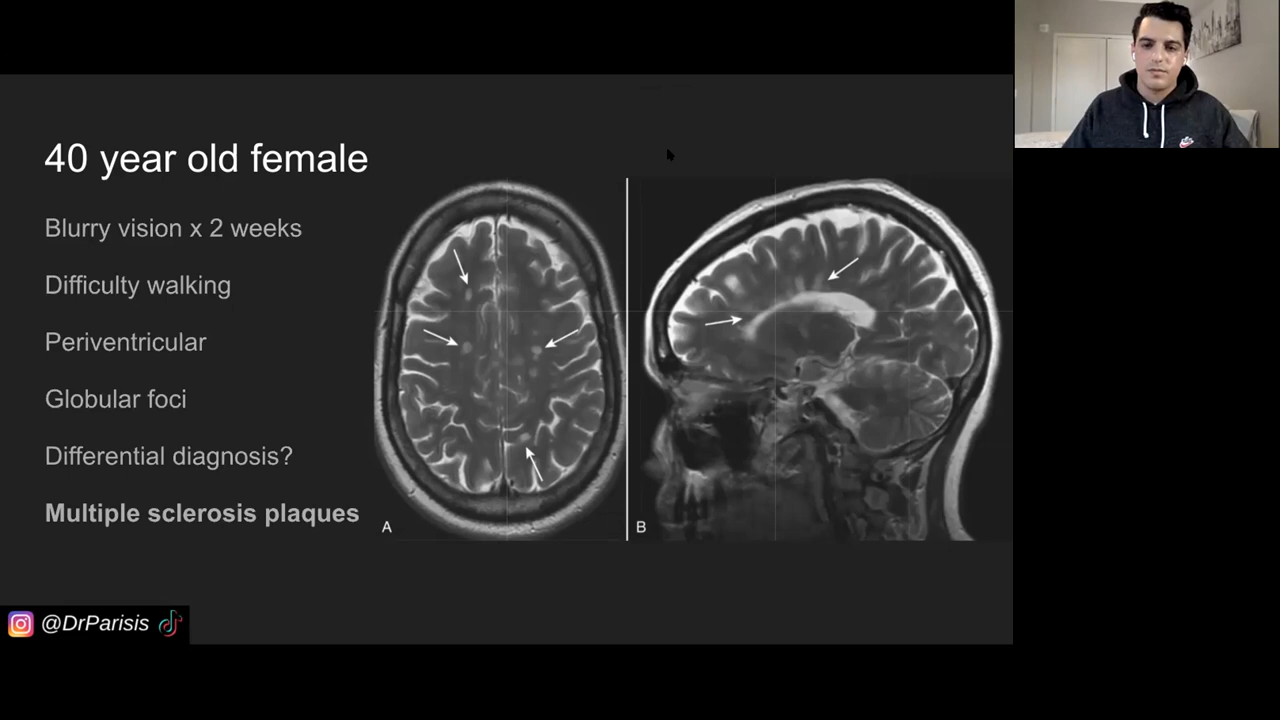 40 year old female
Blurry vision x 2 weeks
Difficulty walking
Periventricular
Globular foci
Differential diagnosis?
Multiple sclerosis plaques
A
B
@DrParisis